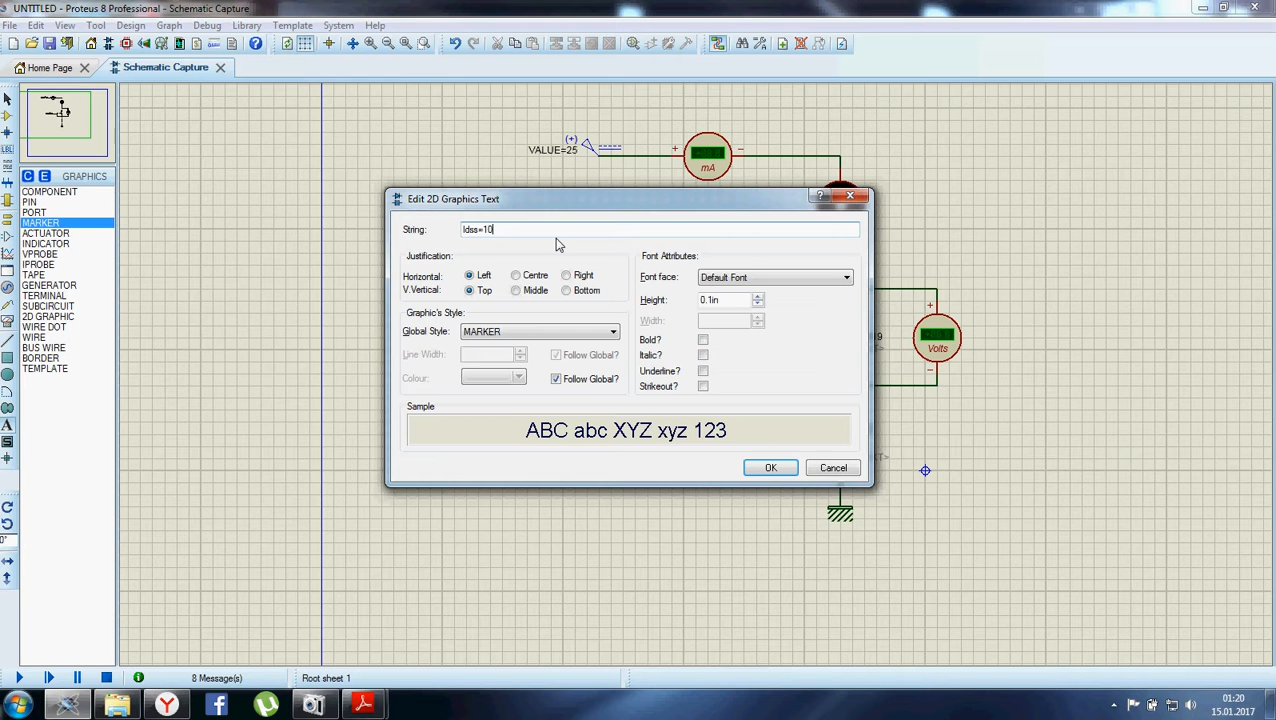 UNTITLED - Proteus 8 Professional - Schematic Capture
File Edit View Tool Design Graph Debug Library Template System Help
Home Page
Schematic Capture
VALUE=25
(+)
+
−
mA
C E GRAPHICS
COMPONENT
PIN
PORT
MARKER
ACTUATOR
INDICATOR
VPROBE
IPROBE
TAPE
GENERATOR
TERMINAL
SUBCIRCUIT
2D GRAPHIC
WIRE DOT
WIRE
BUS WIRE
BORDER
TEMPLATE
LBL
A
Edit 2D Graphics Text
String: Idss=10
Justification:
Horizontal: Left Centre Right
V.Vertical: Top Middle Bottom
Graphic's Style:
Global Style: MARKER
Line Width: Follow Global?
Colour: Follow Global?
Font Attributes:
Font face: Default Font
Height: 0.1in
Width:
Bold?
Italic?
Underline?
Strikeout?
Sample
ABC abc XYZ xyz 123
OK Cancel
+
Volts
−
8 Message(s) Root sheet 1
01:20
15.01.2017